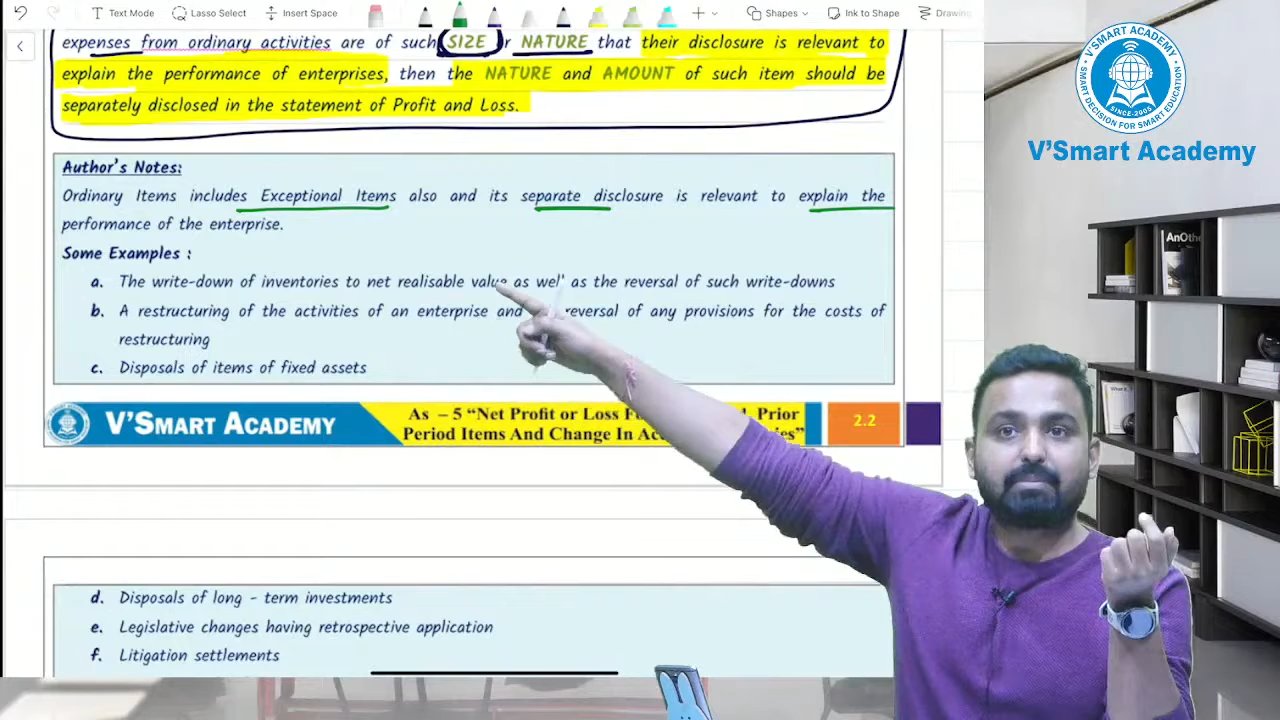 Text Mode Lasso Select Insert Space Shapes Ink to Shape Drawing
expenses from ordinary activities are of such SIZE or NATURE that their disclosure is relevant to
explain the performance of enterprises, then the NATURE and AMOUNT of such item should be
separately disclosed in the statement of Profit and Loss.
Author's Notes:
Ordinary Items includes Exceptional Items also and its separate disclosure is relevant to explain the
performance of the enterprise.
Some Examples :
a. The write-down of inventories to net realisable value as well as the reversal of such write-downs
b. A restructuring of the activities of an enterprise and reversal of any provisions for the costs of
restructuring
c. Disposals of items of fixed assets
V'SMART ACADEMY
As – 5 "Net Profit or Loss Prior
Period Items And Change In
2.2
d. Disposals of long - term investments
e. Legislative changes having retrospective application
f. Litigation settlements
V'SMART ACADEMY
SMART DECISION FOR SMART EDUCATION
SINCE-2005
V'Smart Academy
AnOthe
What's